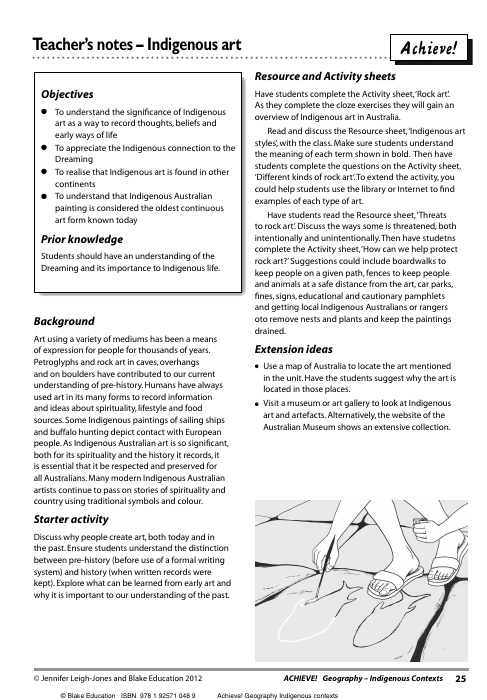 Teacher's notes – Indigenous art
Achieve!
Objectives
● To understand the significance of Indigenous
art as a way to record thoughts, beliefs and
early ways of life
● To appreciate the Indigenous connection to the
Dreaming
● To realise that Indigenous art is found in other
continents
● To understand that Indigenous Australian
painting is considered the oldest continuous
art form known today
Prior knowledge
Students should have an understanding of the
Dreaming and its importance to Indigenous life.
Background
Art using a variety of mediums has been a means
of expression for people for thousands of years.
Petroglyphs and rock art in caves, overhangs
and on boulders have contributed to our current
understanding of pre-history. Humans have always
used art in its many forms to record information
and ideas about spirituality, lifestyle and food
sources. Some Indigenous paintings of sailing ships
and buffalo hunting depict contact with European
people. As Indigenous Australian art is so significant,
both for its spirituality and the history it records, it
is essential that it be respected and preserved for
all Australians. Many modern Indigenous Australian
artists continue to pass on stories of spirituality and
country using traditional symbols and colour.
Starter activity
Discuss why people create art, both today and in
the past. Ensure students understand the distinction
between pre-history (before use of a formal writing
system) and history (when written records were
kept). Explore what can be learned from early art and
why it is important to our understanding of the past.
Resource and Activity sheets
Have students complete the Activity sheet, 'Rock art'.
As they complete the cloze exercises they will gain an
overview of Indigenous art in Australia.
Read and discuss the Resource sheet, 'Indigenous art
styles', with the class. Make sure students understand
the meaning of each term shown in bold. Then have
students complete the questions on the Activity sheet,
'Different kinds of rock art'. To extend the activity, you
could help students use the library or Internet to find
examples of each type of art.
Have students read the Resource sheet, 'Threats
to rock art'. Discuss the ways some is threatened, both
intentionally and unintentionally. Then have studetns
complete the Activity sheet, 'How can we help protect
rock art?' Suggestions could include boardwalks to
keep people on a given path, fences to keep people
and animals at a safe distance from the art, car parks,
fines, signs, educational and cautionary pamphlets
and getting local Indigenous Australians or rangers
oto remove nests and plants and keep the paintings
drained.
Extension ideas
● Use a map of Australia to locate the art mentioned
in the unit. Have the students suggest why the art is
located in those places.
● Visit a museum or art gallery to look at Indigenous
art and artefacts. Alternatively, the website of the
Australian Museum shows an extensive collection.
© Jennifer Leigh-Jones and Blake Education 2012
ACHIEVE! Geography – Indigenous Contexts 25
© Blake Education ISBN 978 1 92571 048 9 Achieve! Geography Indigenous contexts